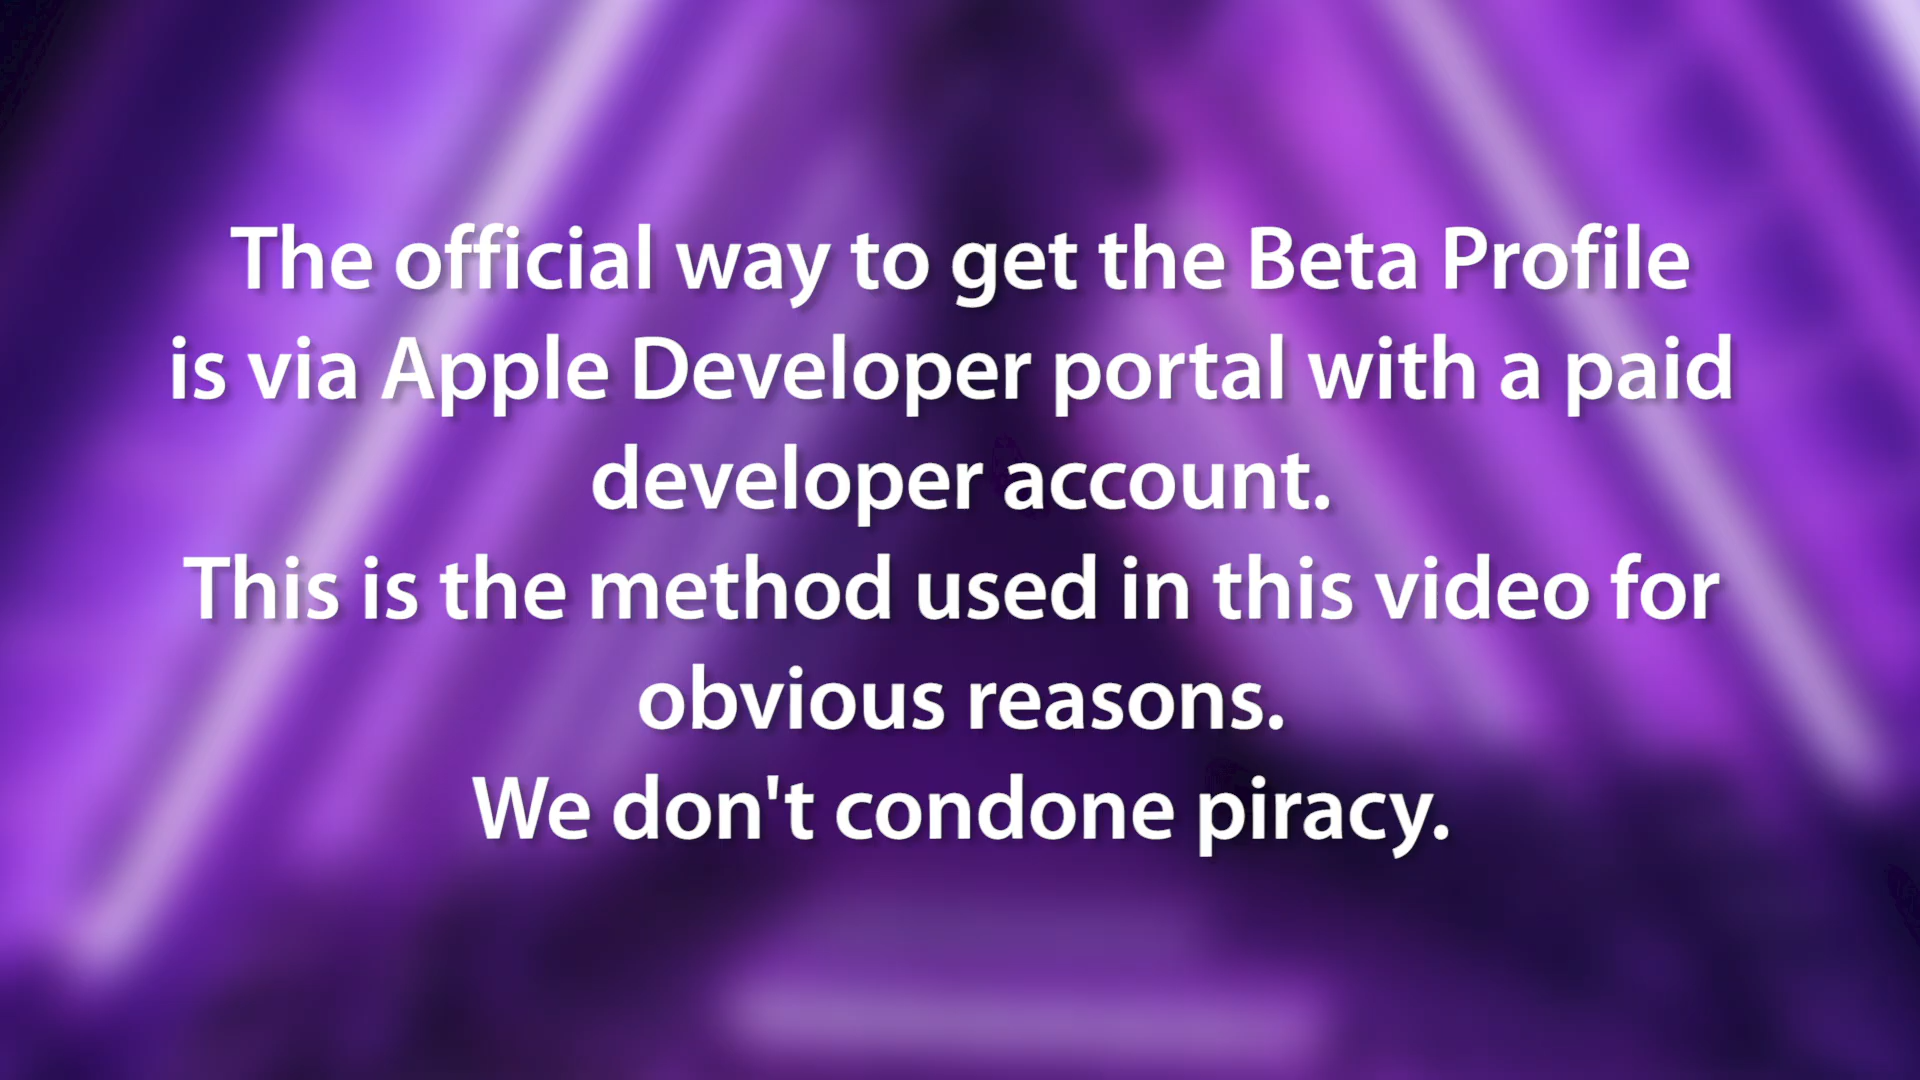 The official way to get the Beta Profile
is via Apple Developer portal with a paid
developer account.
This is the method used in this video for
obvious reasons.
We don't condone piracy.